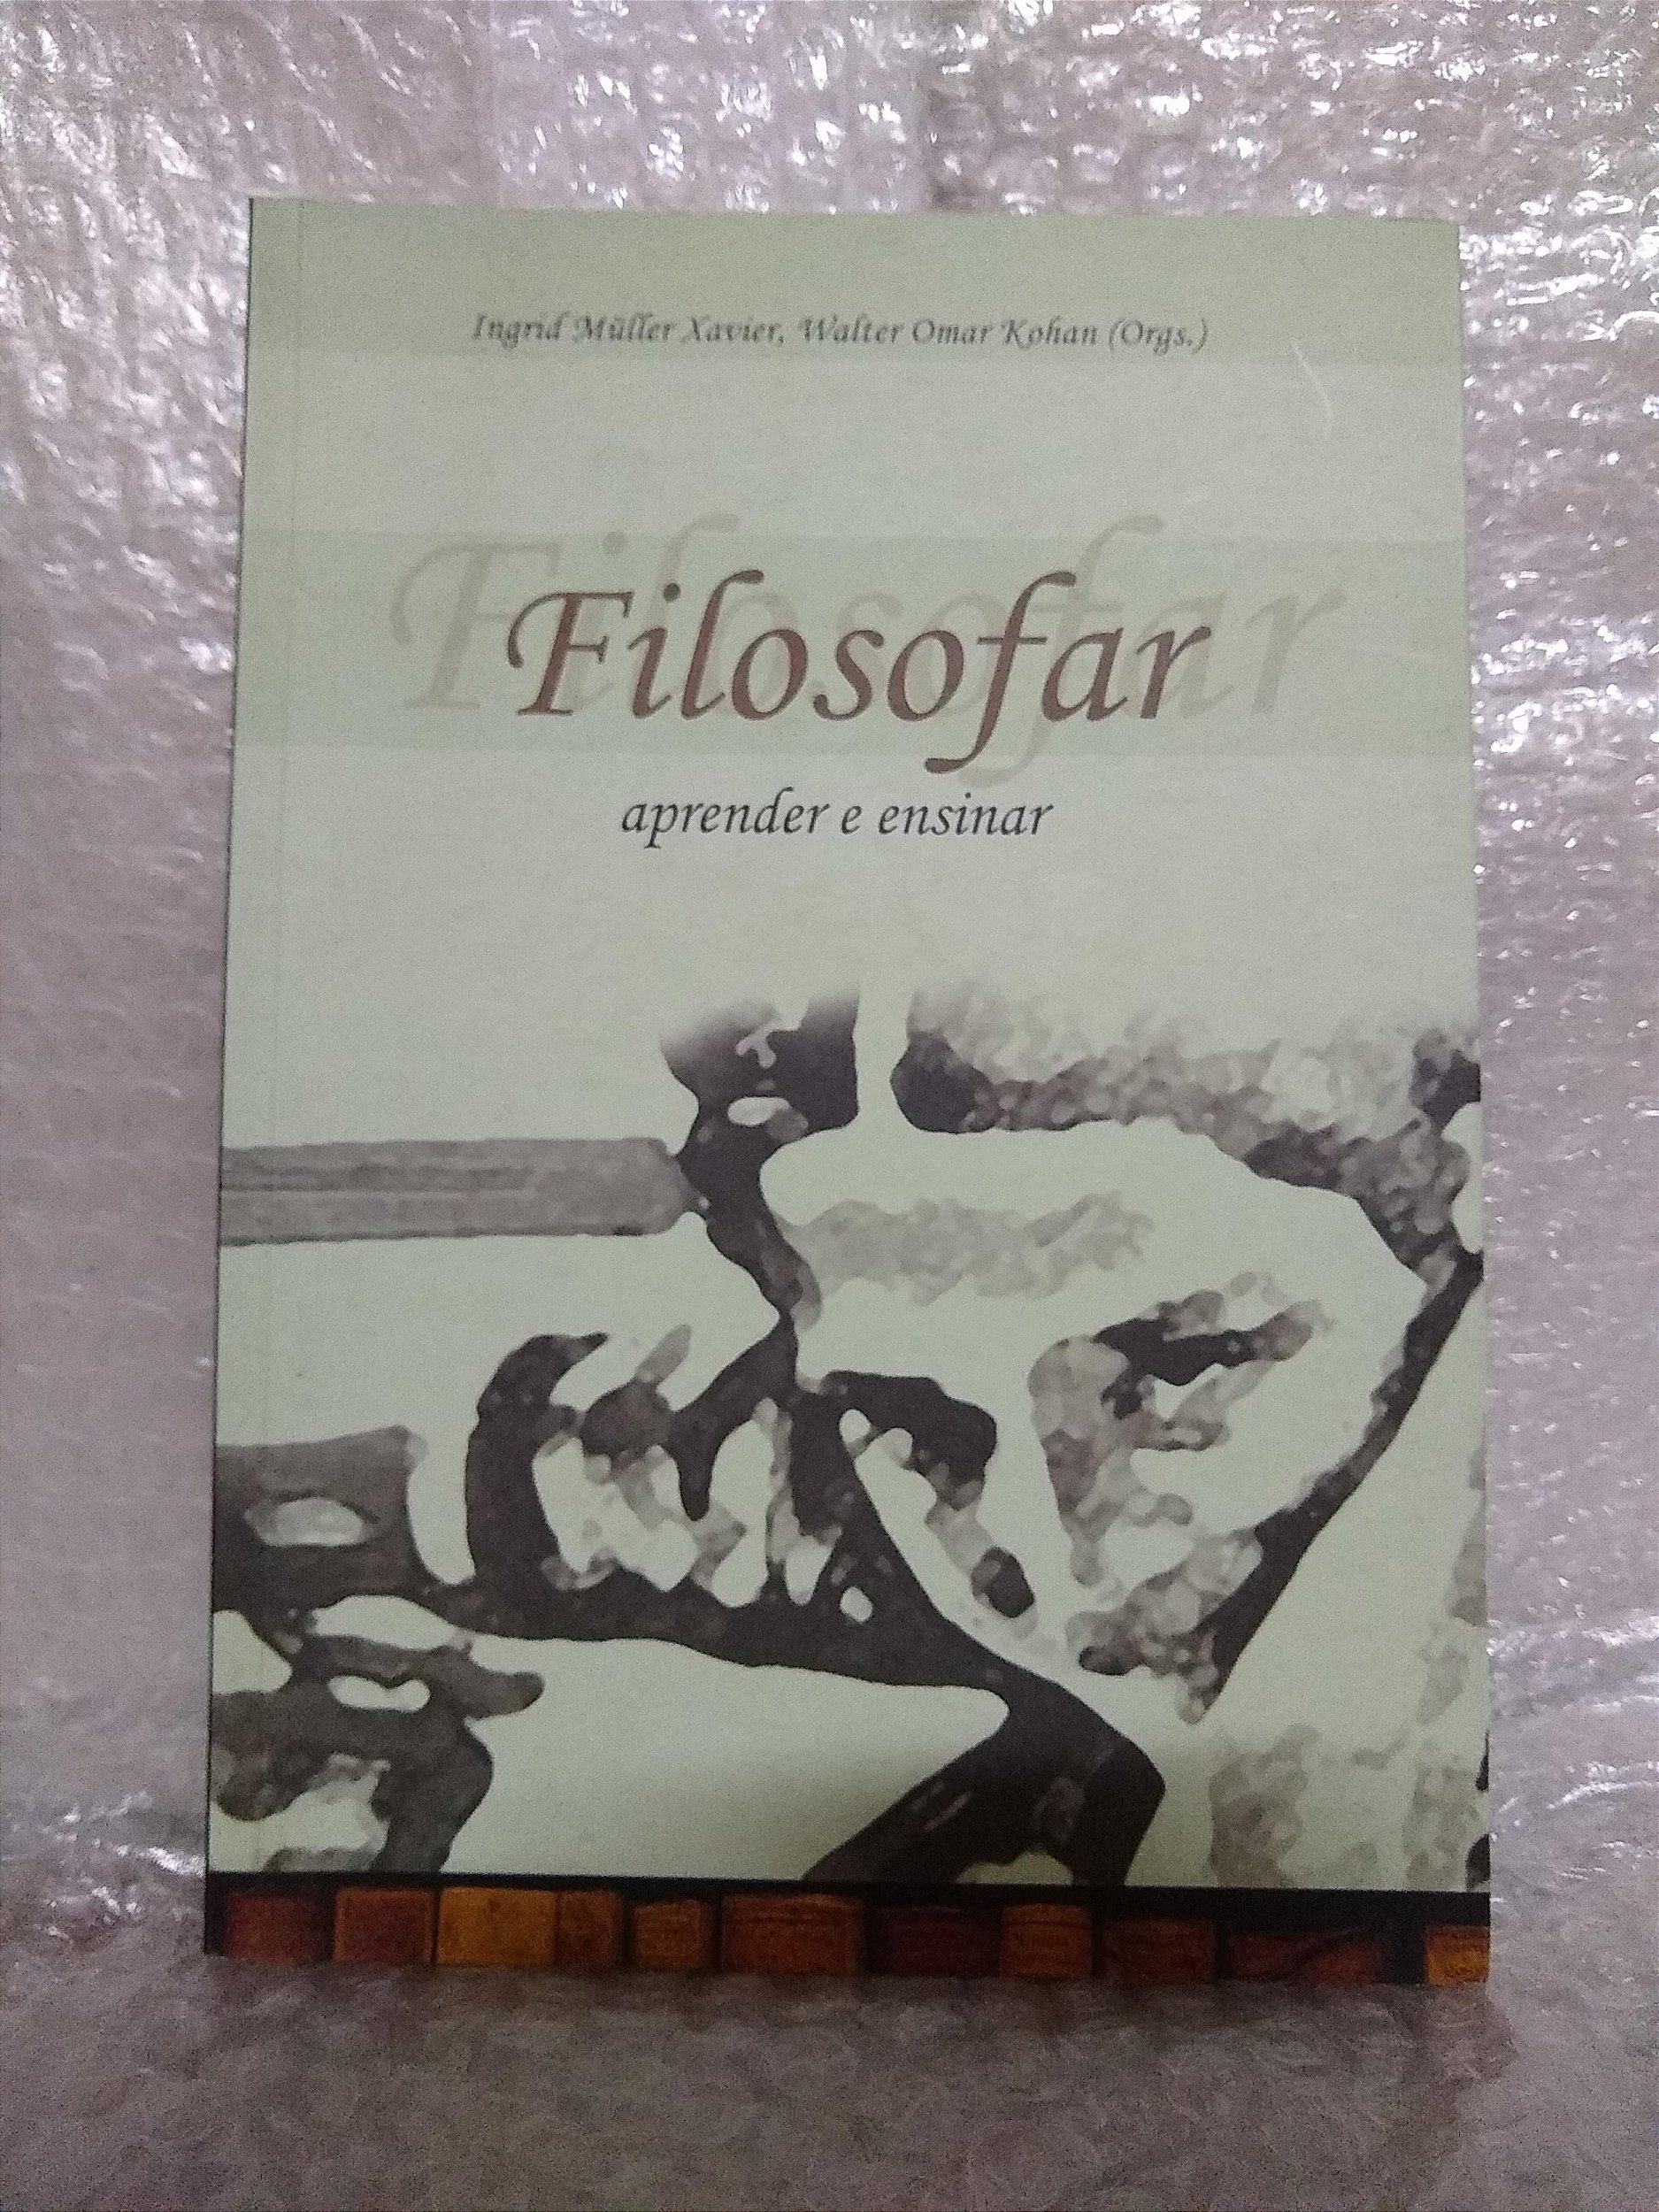 Ingrid Müller Xavier, Walter Omar Kohan (Orgs.)
Filosofar
aprender e ensinar